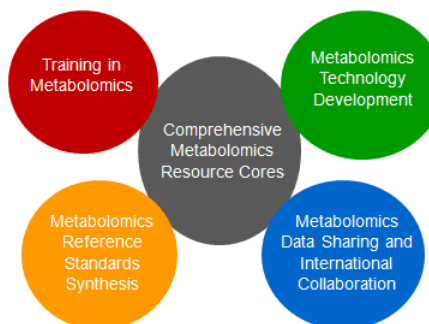 Training in
Metabolomics
Metabolomics
Technology
Development
Comprehensive
Metabolomics
Resource Cores
Metabolomics
Reference
Standards
Synthesis
Metabolomics
Data Sharing and
International
Collaboration